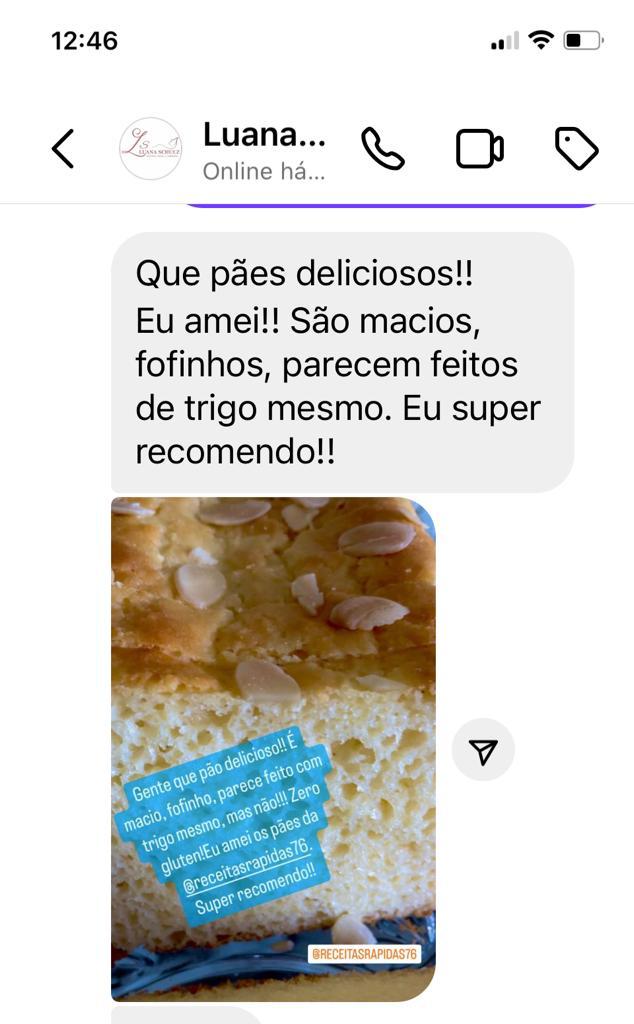 12:46
Luana...
Online há...
LUANA SCHULZ
Que pães deliciosos!!
Eu amei!! São macios,
fofinhos, parecem feitos
de trigo mesmo. Eu super
recomendo!!
Gente que pão delicioso!! É
macio, fofinho, parece feito com
trigo mesmo, mas não!!! Zero
gluten!Eu amei os pães da
@receitasrapidas76.
Super recomendo!!
@RECEITASRAPIDAS76